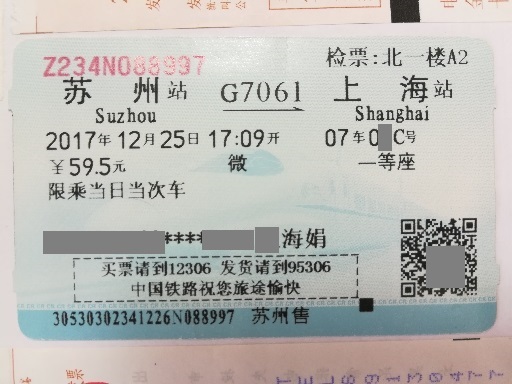 Z234N088997
检票:北一楼A2
苏州站 G7061 上海站
Suzhou Shanghai
2017年12月25日 17:09开 07车0 C号
¥59.5元 微 一等座
限乘当日当次车
**** 海娟
买票请到12306 发货请到95306
中国铁路祝您旅途愉快
30530302341226N088997 苏州售